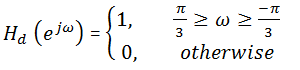 H_d (e^{jω}) = { 1, π/3 ≥ ω ≥ −π/3
0, otherwise